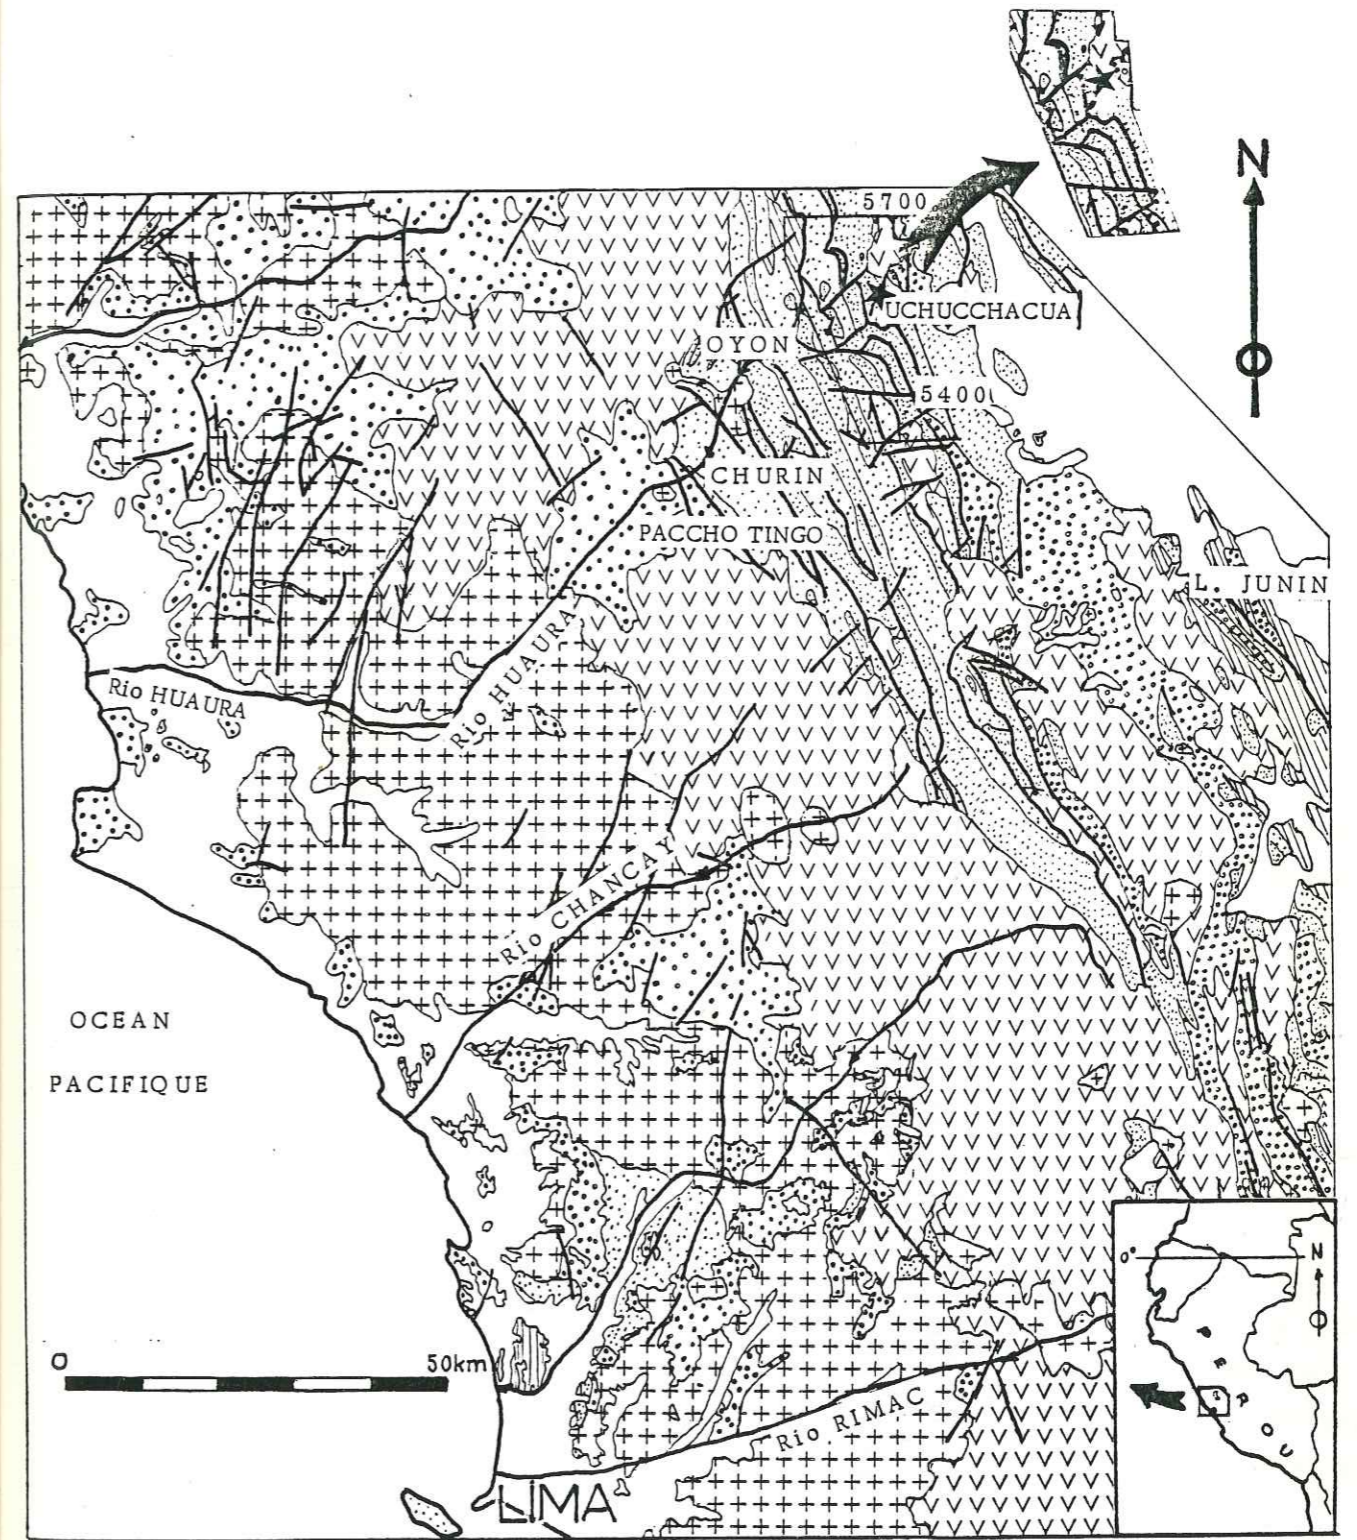 N
5700
UCHUCCHACUA
OYON
5400
CHURIN
PACCHO TINGO
L. JUNIN
Rio HUAURA
Rio HUAURA
Rio CHANCAY
OCEAN
PACIFIQUE
0°
N
PEROU
0
50km
Rio RIMAC
LIMA